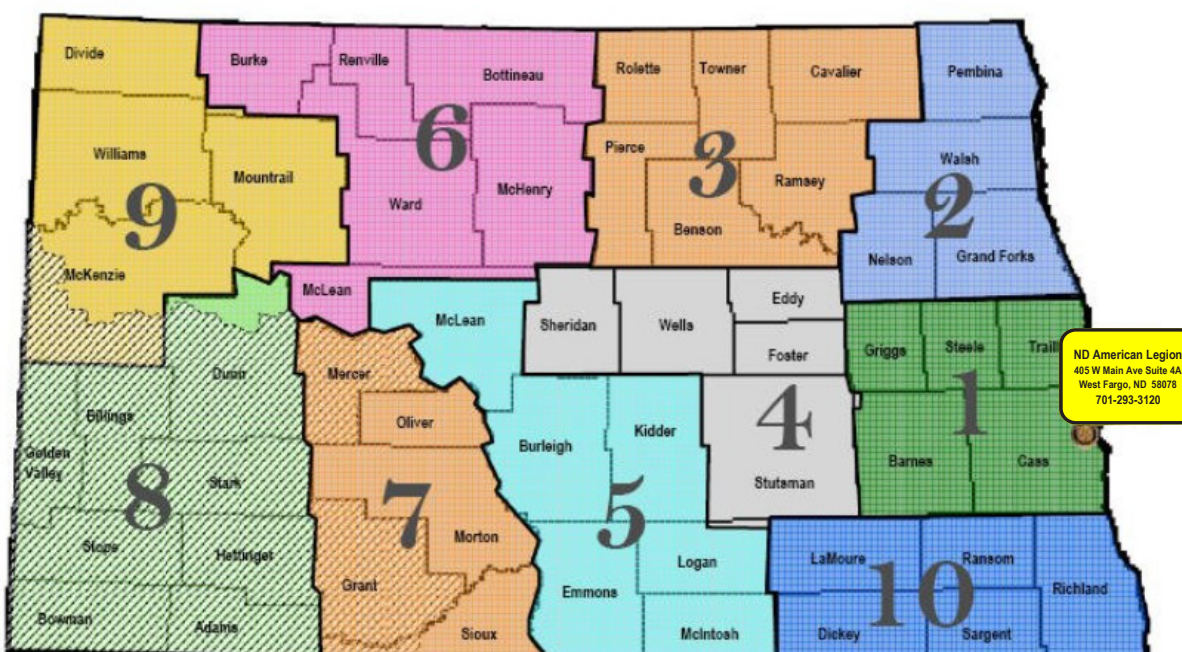 Divide
Burke
Renville
Bottineau
Rolette
Towner
Cavalier
Pembina
Williams
Mountrail
6
Ward
McHenry
Pierce
3
Ramsey
Benson
Walsh
2
Nelson
Grand Forks
9
McKenzie
McLean
McLean
Sheridan
Wells
Eddy
Foster
Griggs
Steele
Traill
ND American Legion
405 W Main Ave Suite 4A
West Fargo, ND 58078
701-293-3120
Dunn
Mercer
Billings
Oliver
Burleigh
Kidder
4
1
Golden
Valley
Stark
Barnes
Cass
8
7
5
Stutsman
Slope
Hettinger
Morton
Grant
Logan
LaMoure
Ransom
Emmons
10
Richland
Bowman
Adams
Sioux
McIntosh
Dickey
Sargent